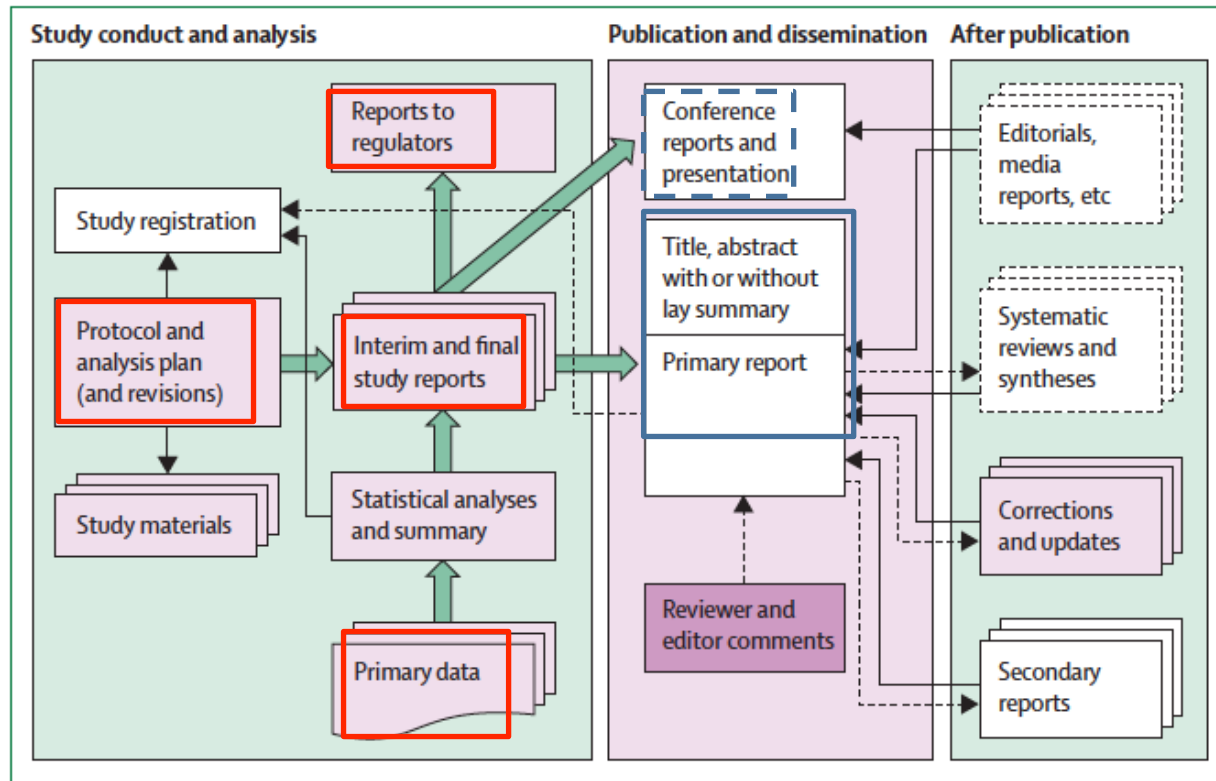 Study conduct and analysis
Reports to
regulators
Study registration
Protocol and
analysis plan
(and revisions)
Interim and final
study reports
Study materials
Statistical analyses
and summary
Primary data
Publication and dissemination
Conference
reports and
presentation
Title, abstract
with or without
lay summary
Primary report
Reviewer and
editor comments
After publication
Editorials,
media
reports, etc
Systematic
reviews and
syntheses
Corrections
and updates
Secondary
reports